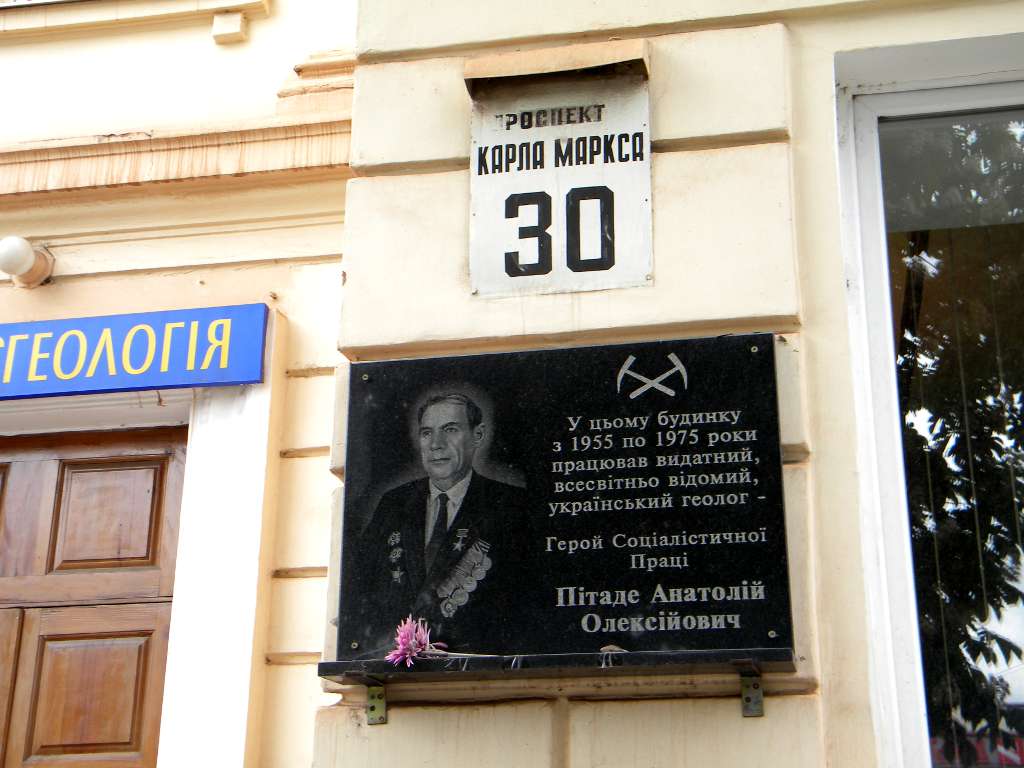 ПРОСПЕКТ
КАРЛА МАРКСА
30
ГЕОЛОГІЯ
У цьому будинку
з 1955 по 1975 роки
працював видатний,
всесвітньо відомий,
український геолог -
Герой Соціалістичної
Праці
Пітаде Анатолій
Олексійович